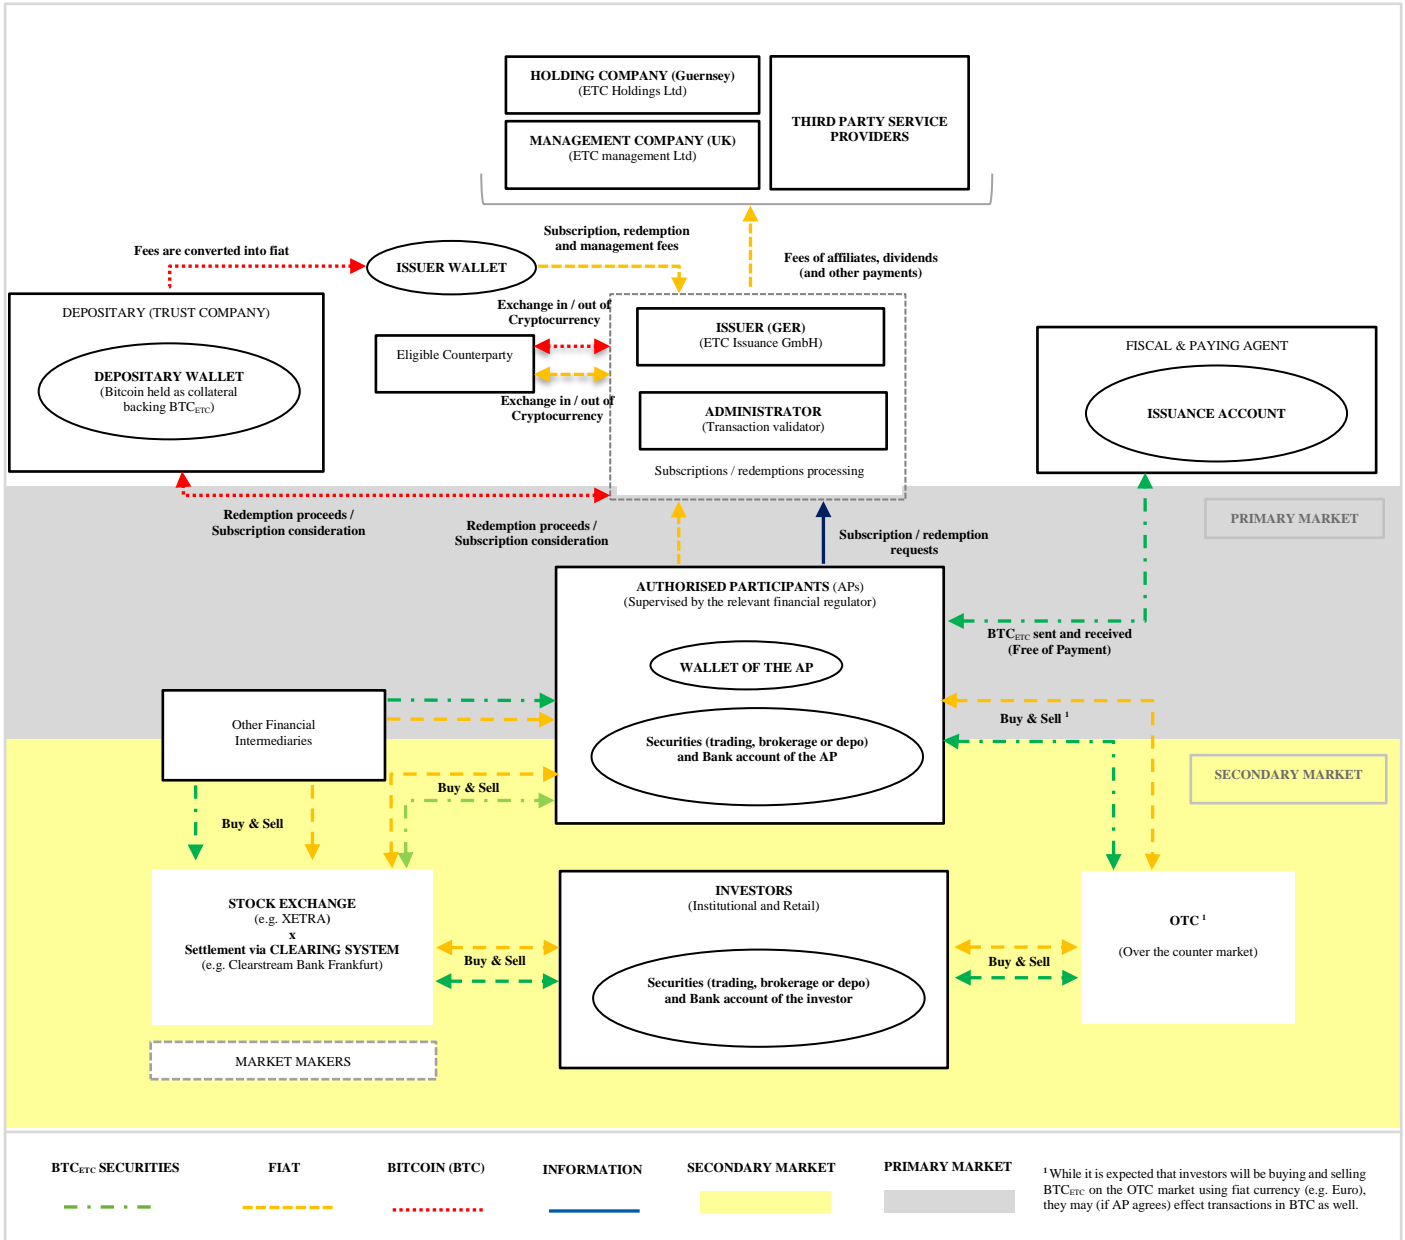 HOLDING COMPANY (Guernsey)
(ETC Holdings Ltd)
MANAGEMENT COMPANY (UK)
(ETC management Ltd)
THIRD PARTY SERVICE
PROVIDERS
Fees are converted into fiat
ISSUER WALLET
Subscription, redemption
and management fees
Fees of affiliates, dividends
(and other payments)
DEPOSITARY (TRUST COMPANY)
DEPOSITARY WALLET
(Bitcoin held as collateral
backing BTCETC)
Exchange in / out of
Cryptocurrency
Eligible Counterparty
Exchange in / out of
Cryptocurrency
ISSUER (GER)
(ETC Issuance GmbH)
ADMINISTRATOR
(Transaction validator)
Subscriptions / redemptions processing
FISCAL & PAYING AGENT
ISSUANCE ACCOUNT
Redemption proceeds /
Subscription consideration
Redemption proceeds /
Subscription consideration
Subscription / redemption
requests
PRIMARY MARKET
AUTHORISED PARTICIPANTS (APs)
(Supervised by the relevant financial regulator)
WALLET OF THE AP
Securities (trading, brokerage or depo)
and Bank account of the AP
BTCETC sent and received
(Free of Payment)
Other Financial
Intermediaries
Buy & Sell ¹
SECONDARY MARKET
Buy & Sell
Buy & Sell
STOCK EXCHANGE
(e.g. XETRA)
x
Settlement via CLEARING SYSTEM
(e.g. Clearstream Bank Frankfurt)
MARKET MAKERS
Buy & Sell
INVESTORS
(Institutional and Retail)
Securities (trading, brokerage or depo)
and Bank account of the investor
Buy & Sell
OTC ¹
(Over the counter market)
BTCETC SECURITIES
FIAT
BITCOIN (BTC)
INFORMATION
SECONDARY MARKET
PRIMARY MARKET
¹ While it is expected that investors will be buying and selling
BTCETC on the OTC market using fiat currency (e.g. Euro),
they may (if AP agrees) effect transactions in BTC as well.